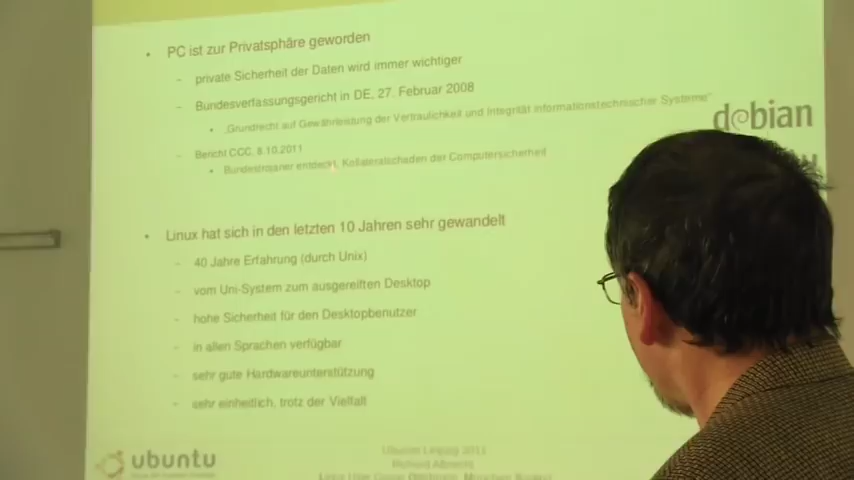 PC ist zur Privatsphäre geworden
private Sicherheit der Daten wird immer wichtiger
Bundesverfassungsgericht in DE, 27. Februar 2008
„Grundrecht auf Gewährleistung der Vertraulichkeit und Integrität informationstechnischer Systeme"
debian
Bericht CCC, 8.10.2011
Bundestrojaner entdeckt, Kollateralschaden der Computersicherheit
Linux hat sich in den letzten 10 Jahren sehr gewandelt
40 Jahre Erfahrung (durch Unix)
vom Uni-System zum ausgereiften Desktop
hohe Sicherheit für den Desktopbenutzer
in allen Sprachen verfügbar
sehr gute Hardwareunterstützung
sehr einheitlich, trotz der Vielfalt
ubuntu
Ubucon Leipzig 2011
Richard Albrecht